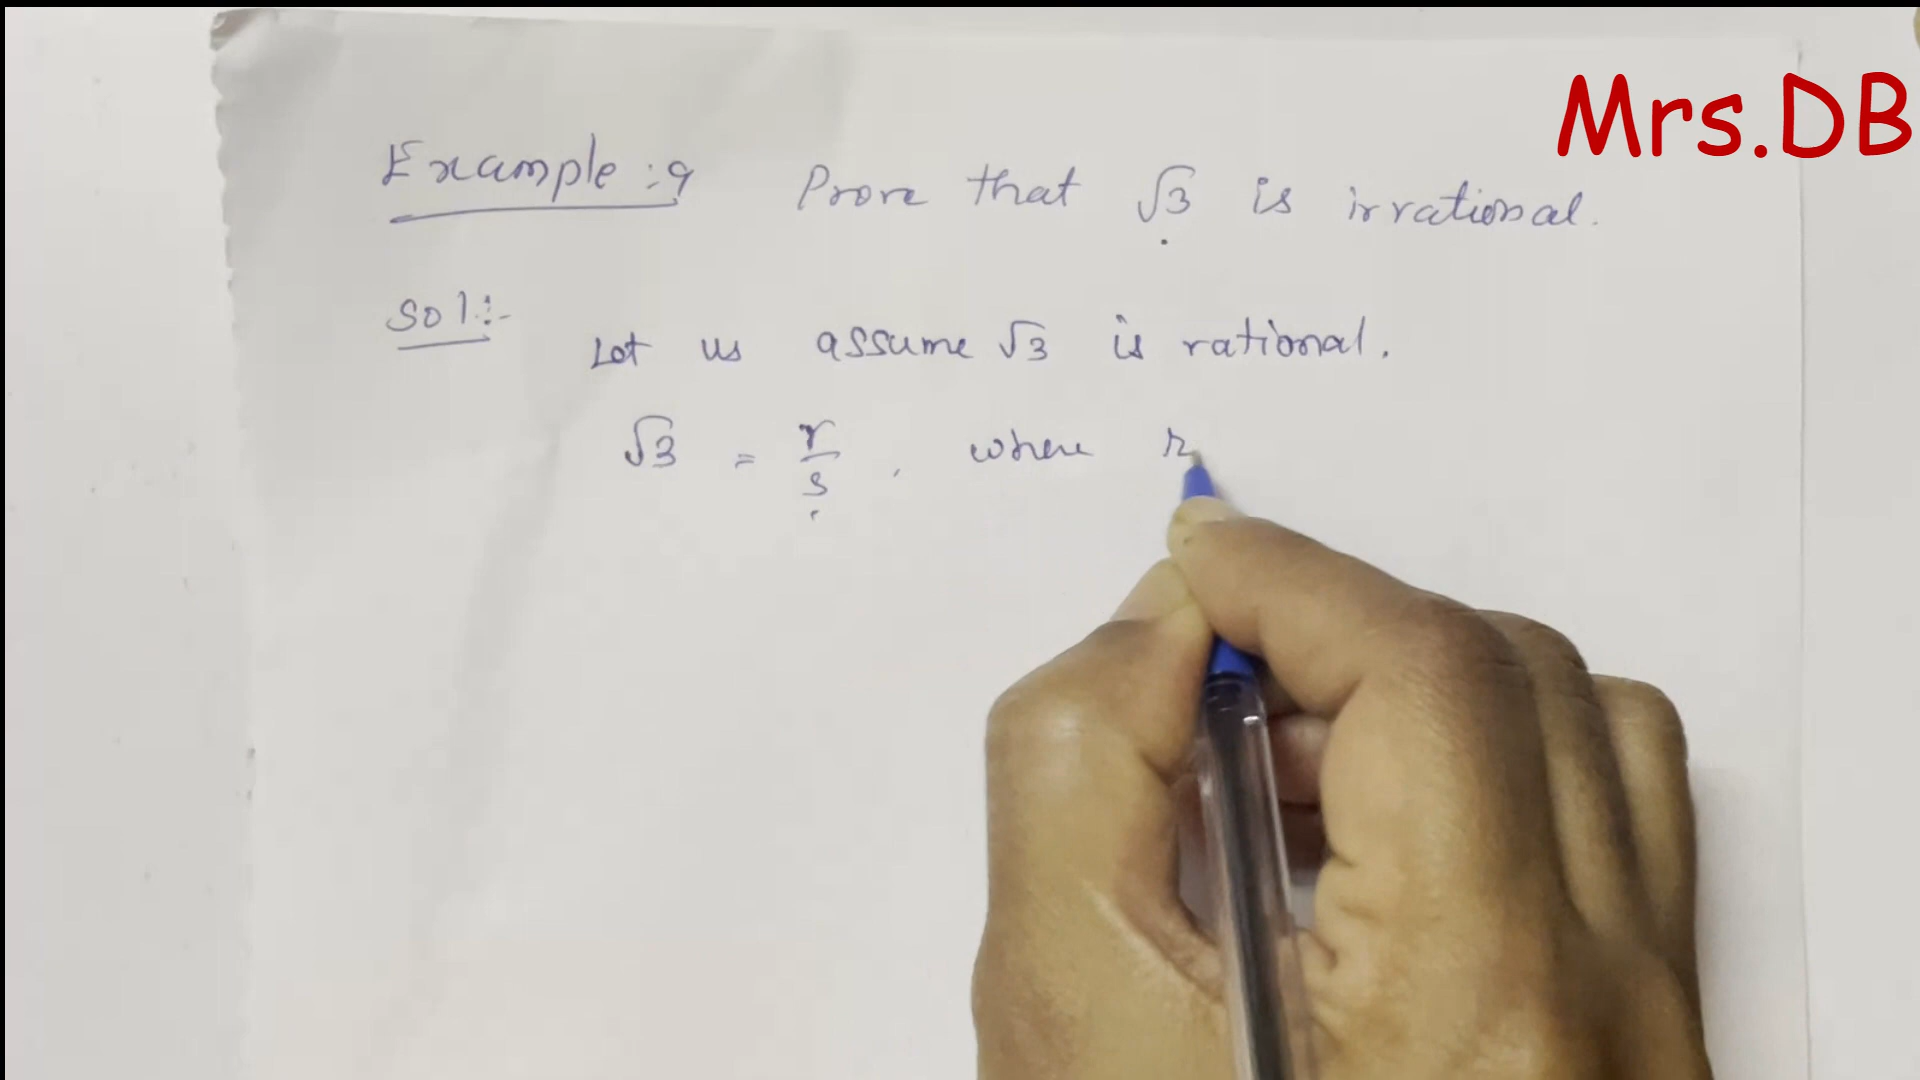 Mrs.DB
Example :9 Prove that √3 is irrational.
Sol:-
Let us assume √3 is rational.
√3 = r/s , where r